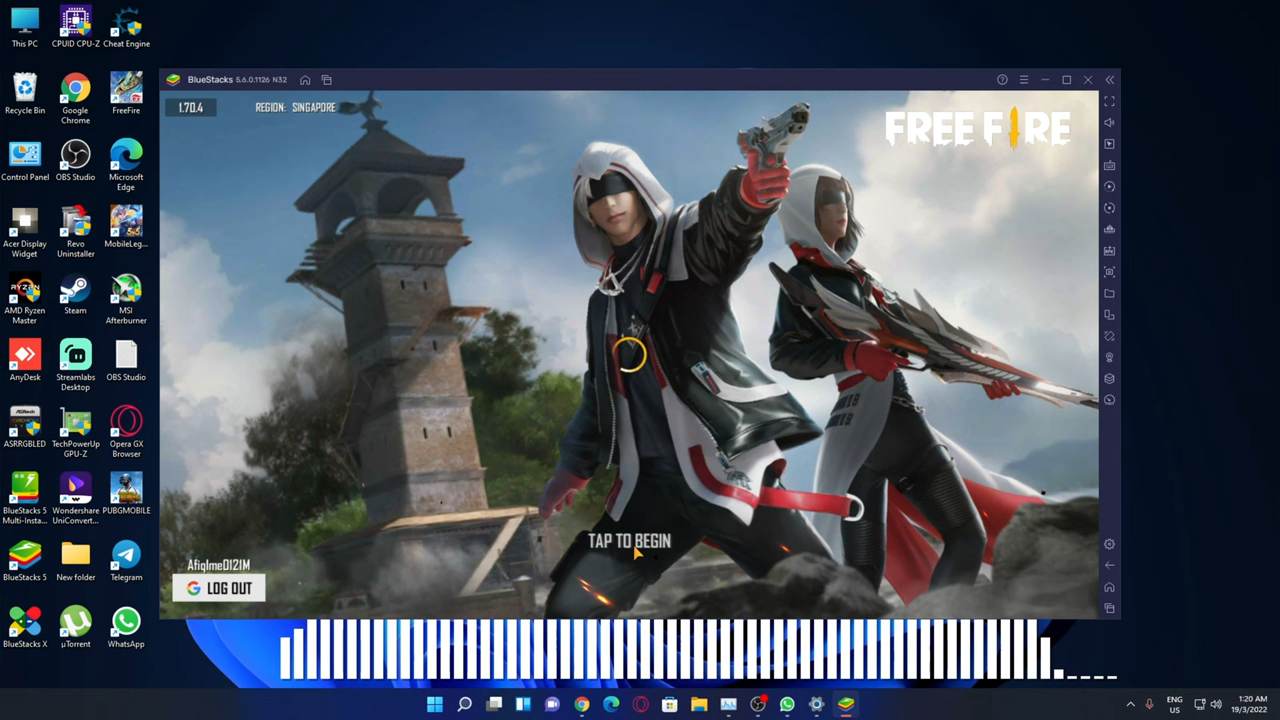 This PC
CPUID CPU-Z
Cheat Engine
BlueStacks 5.6.0.1126 N32
Recycle Bin
Google
Chrome
FreeFire
1.70.4
REGION: SINGAPORE
FREE FIRE
Control Panel
OBS Studio
Microsoft
Edge
Acer Display
Widget
Revo
Uninstaller
MobileLeg...
AMD Ryzen
Master
Steam
MSI
Afterburner
AnyDesk
Streamlabs
Desktop
OBS Studio
ASRRGBLED
TechPowerUp
GPU-Z
Opera GX
Browser
BlueStacks 5
Multi-Insta...
Wondershare
UniConvert...
PUBGMOBILE
TAP TO BEGIN
BlueStacks 5
New folder
Telegram
AfiqIme0121M
LOG OUT
BlueStacks X
µTorrent
WhatsApp
ENG
US
1:20 AM
19/3/2022